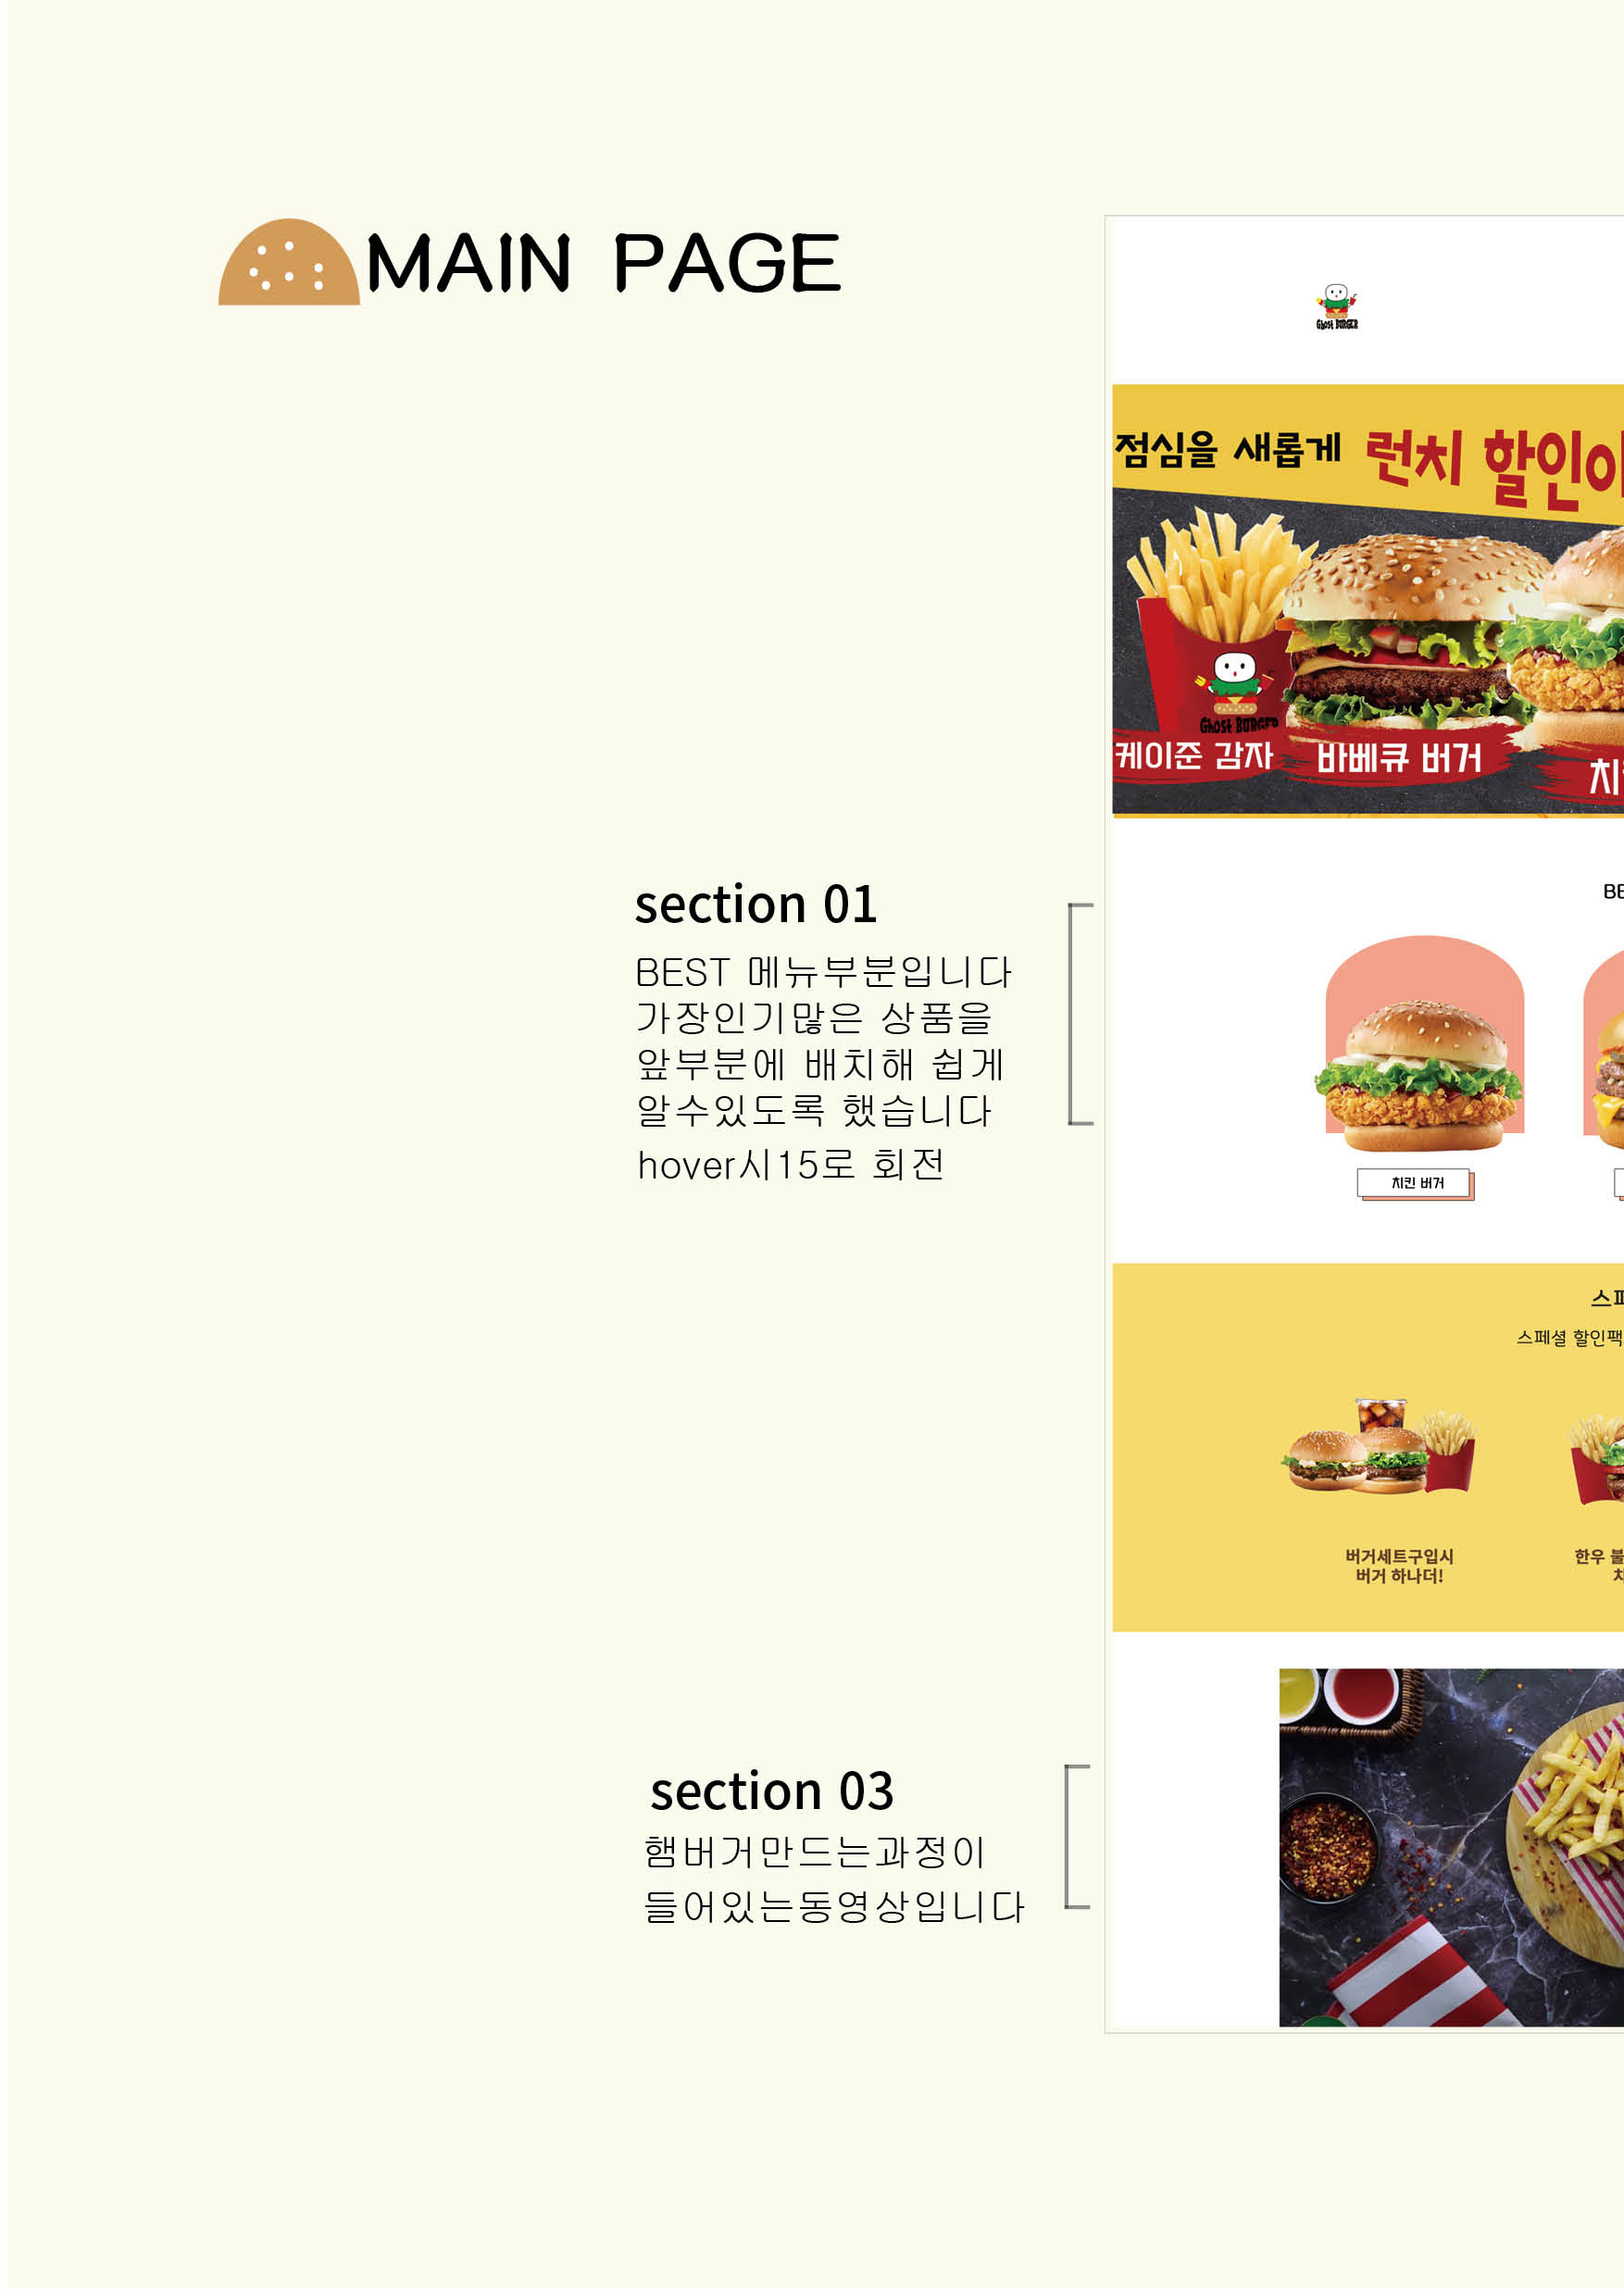 MAIN PAGE
Ghost BURGER
점심을 새롭게 런치 할인이
Ghost BURGER
케이준 감자
바베큐 버거
section 01
BEST 메뉴부분입니다
가장인기많은 상품을
앞부분에 배치해 쉽게
알수있도록 했습니다
hover시15로 회전
치킨 버거
스페셜 할인팩
버거세트구입시
버거 하나더!
한우
section 03
햄버거만드는과정이
들어있는동영상입니다